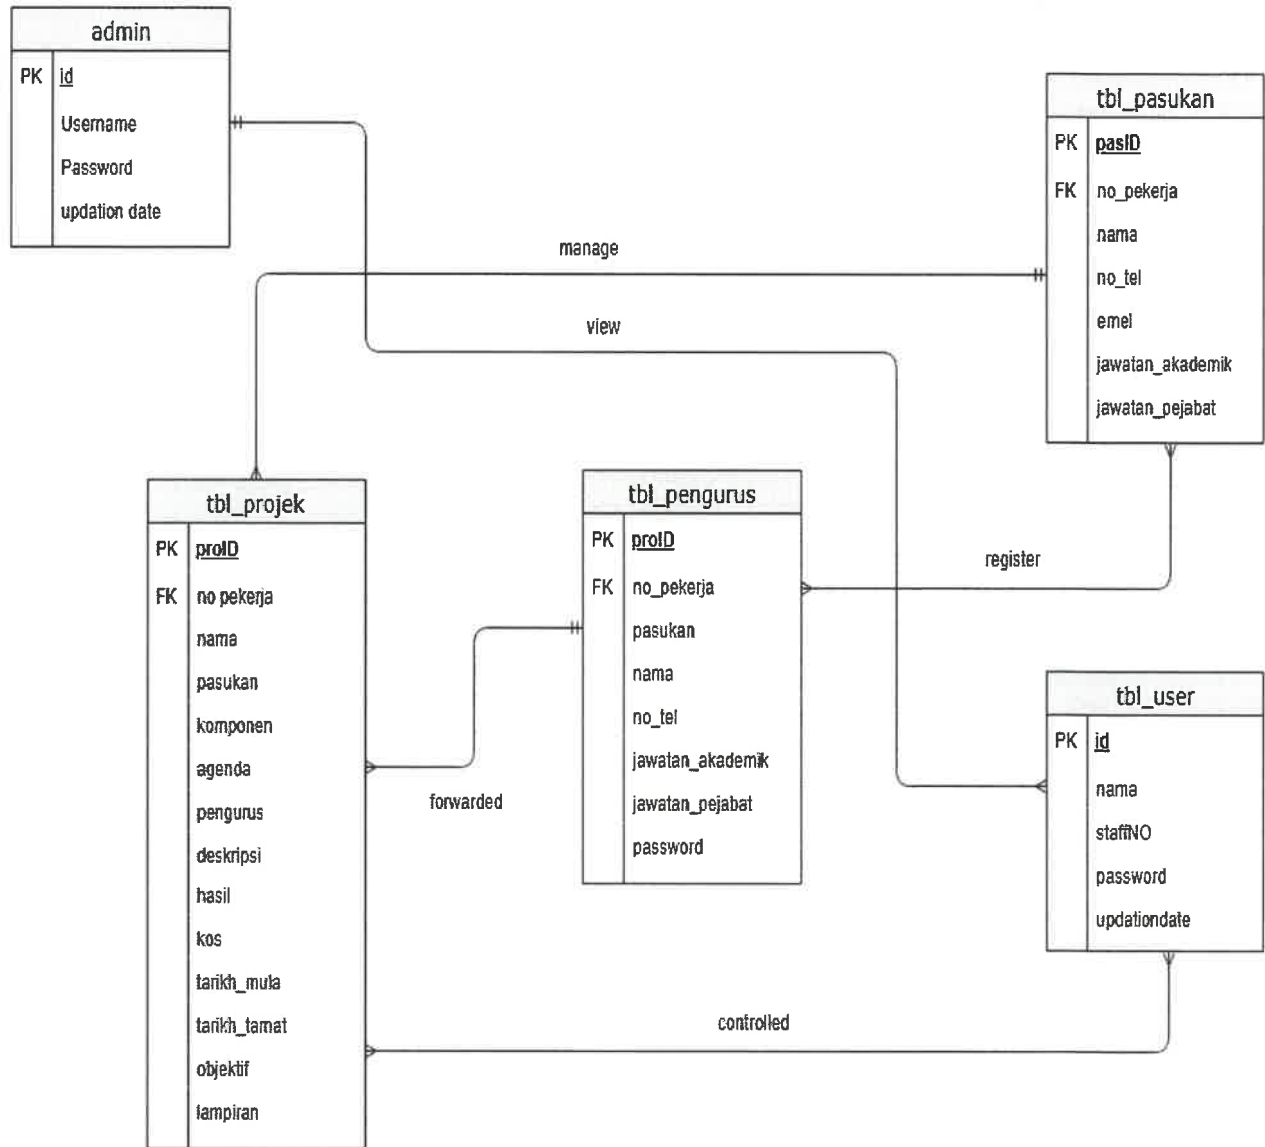 admin
PK id
Username
Password
updation date
tbl_pasukan
PK pasID
FK no_pekerja
nama
no_tel
emel
jawatan_akademik
jawatan_pejabat
manage
view
tbl_projek
PK proID
FK no pekerja
nama
pasukan
komponen
agenda
pengurus
deskripsi
hasil
kos
tarikh_mula
tarikh_tamat
objektif
lampiran
tbl_pengurus
PK proID
FK no_pekerja
pasukan
nama
no_tel
jawatan_akademik
jawatan_pejabat
password
register
forwarded
tbl_user
PK id
nama
staffNO
password
updationdate
controlled